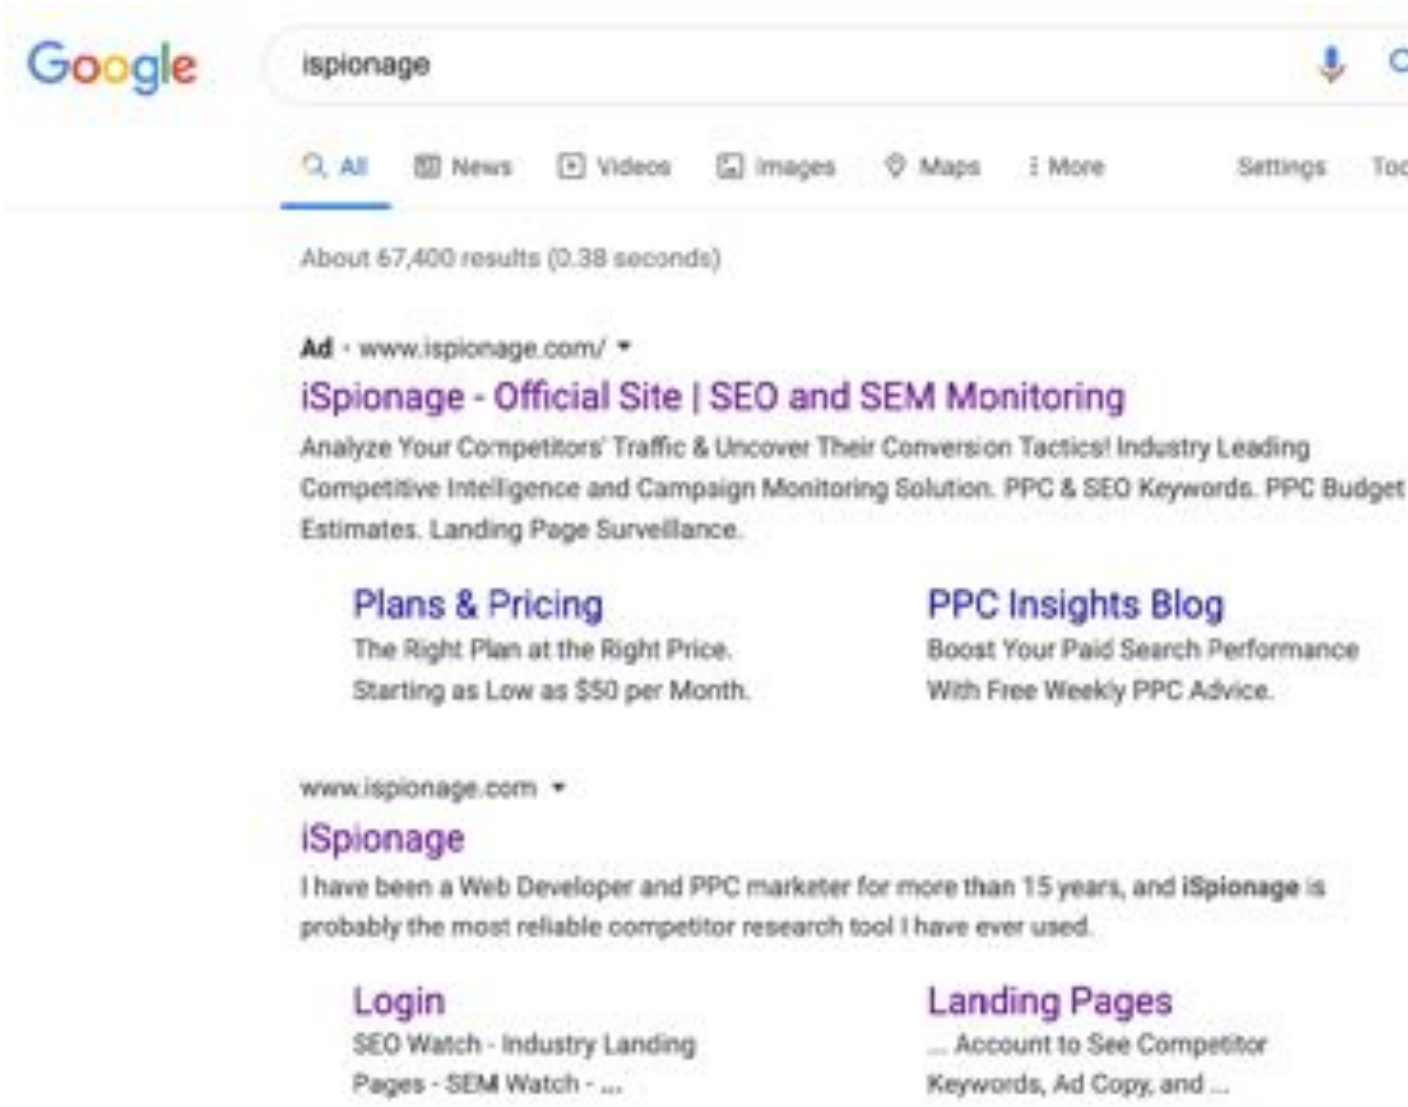 Google
ispionage
All News Videos Images Maps More Settings
About 67,400 results (0.38 seconds)
Ad · www.ispionage.com/
iSpionage - Official Site | SEO and SEM Monitoring
Analyze Your Competitors' Traffic & Uncover Their Conversion Tactics! Industry Leading
Competitive Intelligence and Campaign Monitoring Solution. PPC & SEO Keywords. PPC Budget
Estimates. Landing Page Surveillance.
Plans & Pricing
The Right Plan at the Right Price.
Starting as Low as $50 per Month.
PPC Insights Blog
Boost Your Paid Search Performance
With Free Weekly PPC Advice.
www.ispionage.com
iSpionage
I have been a Web Developer and PPC marketer for more than 15 years, and iSpionage is
probably the most reliable competitor research tool I have ever used.
Login
SEO Watch - Industry Landing
Pages - SEM Watch - ...
Landing Pages
... Account to See Competitor
Keywords, Ad Copy, and ...